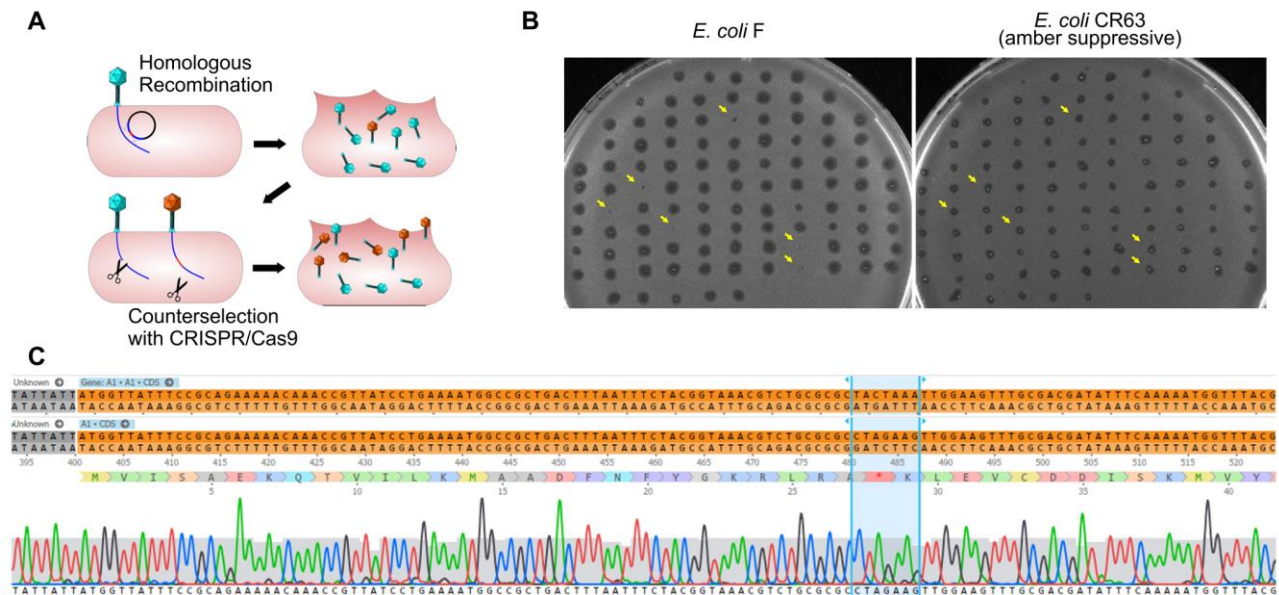 A
Homologous
Recombination
Counterselection
with CRISPR/Cas9
B
E. coli F
E. coli CR63
(amber suppressive)
C
Unknown Gene: A1 • A1 • CDS
TATTATTATGGTTATTTCCGCAGAAAAACAAACCGTTATCCTGAAAATGGCCGCTGACTTTAATTTCTACGGTAAACGTCTGCGCGCTACTAAATTGGAAGTTTGCGACGATATTTCAAAAATGGTTTACG
ATAATAATACCAATAAAGGCGTCTTTTTGTTTGGCAATAGGACTTTTACCGGCGACTGAAATTAAAGATGCCATTTGCAGACGCGCGATGATTTAACCTTCAAACGCTGCTATAAAGTTTTTACCAAATGC
Unknown A1 • CDS
TATTATTATGGTTATTTCCGCAGAAAAACAAACCGTTATCCTGAAAATGGCCGCTGACTTTAATTTCTACGGTAAACGTCTGCGCGCCTAGAAGTTGGAAGTTTGCGACGATATTTCAAAAATGGTTTACG
ATAATAATACCAATAAAGGCGTCTTTTTGTTTGGCAATAGGACTTTTACCGGCGACTGAAATTAAAGATGCCATTTGCAGACGCGCGGATCTTCAACCTTCAAACGCTGCTATAAAGTTTTTACCAAATGC
395 400 405 410 415 420 425 430 435 440 445 450 455 460 465 470 475 480 485 490 495 500 505 510 515 520
M V I S A E K Q T V I L K M A A D F N F Y G K R L R A * K L E V C D D I S K M V Y
5 10 15 20 25 30 35 40
TATTATTATGGTTATTTCCGCAGAAAAACAAACCGTTATCCTGAAAATGGCCGCTGACTTTAATTTCTACGGTAAACGTCTGCGCGCCTAGAAGTTGGAAGTTTGCGACGATATTTCAAAAATGGTTTACG